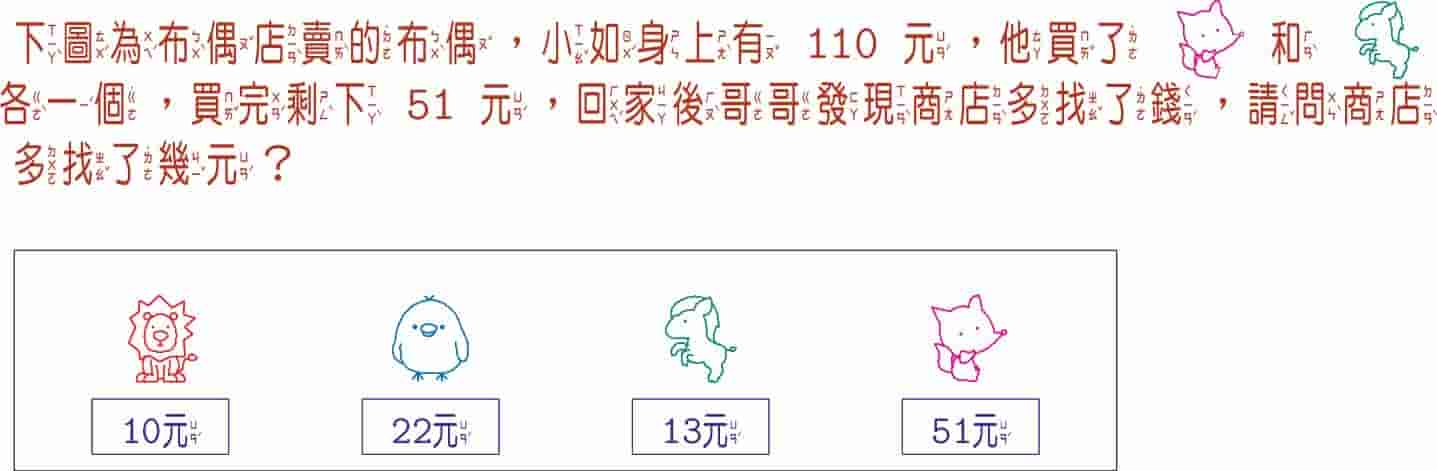 下圖為布偶店賣的布偶，小如身上有 110 元，他買了 和
各一個，買完剩下 51 元，回家後哥哥發現商店多找了錢，請問商店
多找了幾元？
10元 22元 13元 51元